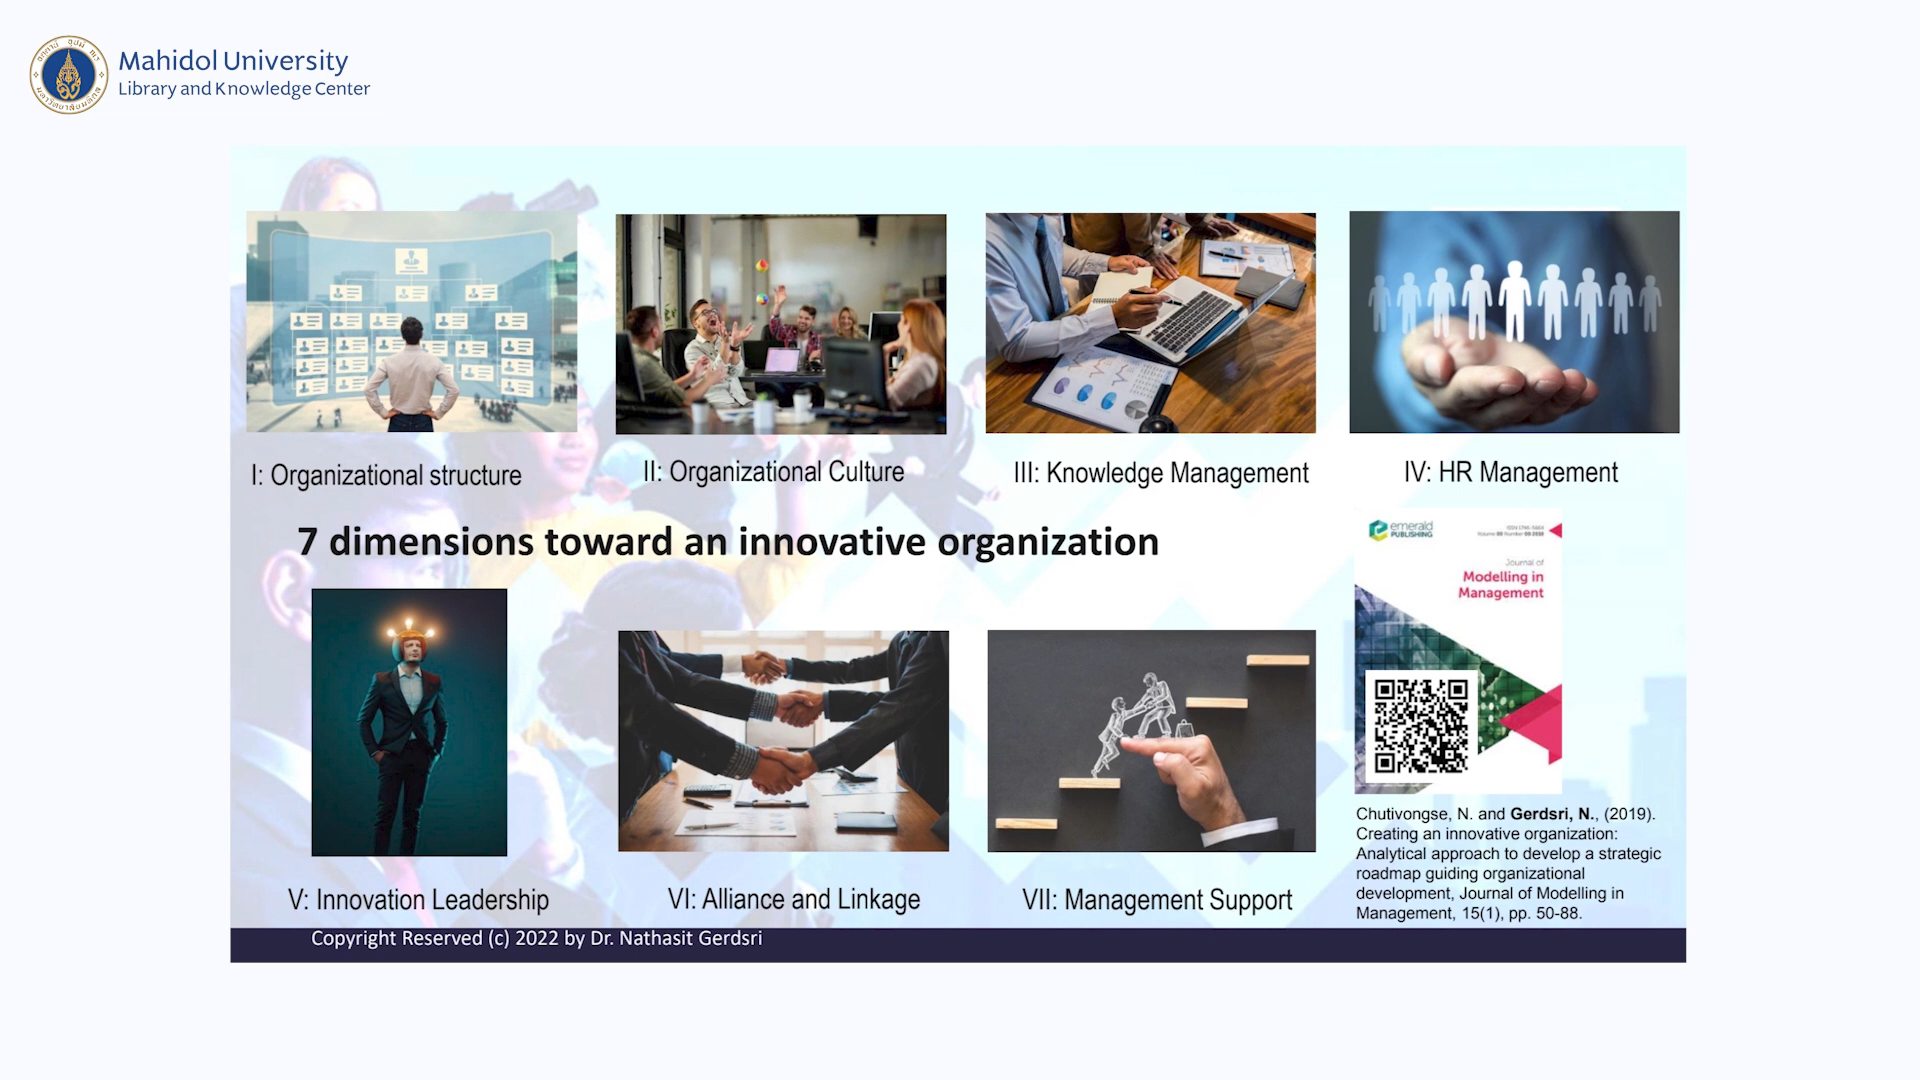 Mahidol University
Library and Knowledge Center
I: Organizational structure
II: Organizational Culture
III: Knowledge Management
IV: HR Management
7 dimensions toward an innovative organization
emerald
PUBLISHING
Journal of
Modelling in
Management
V: Innovation Leadership
VI: Alliance and Linkage
VII: Management Support
Chutivongse, N. and Gerdsri, N., (2019).
Creating an innovative organization:
Analytical approach to develop a strategic
roadmap guiding organizational
development, Journal of Modelling in
Management, 15(1), pp. 50-88.
Copyright Reserved (c) 2022 by Dr. Nathasit Gerdsri